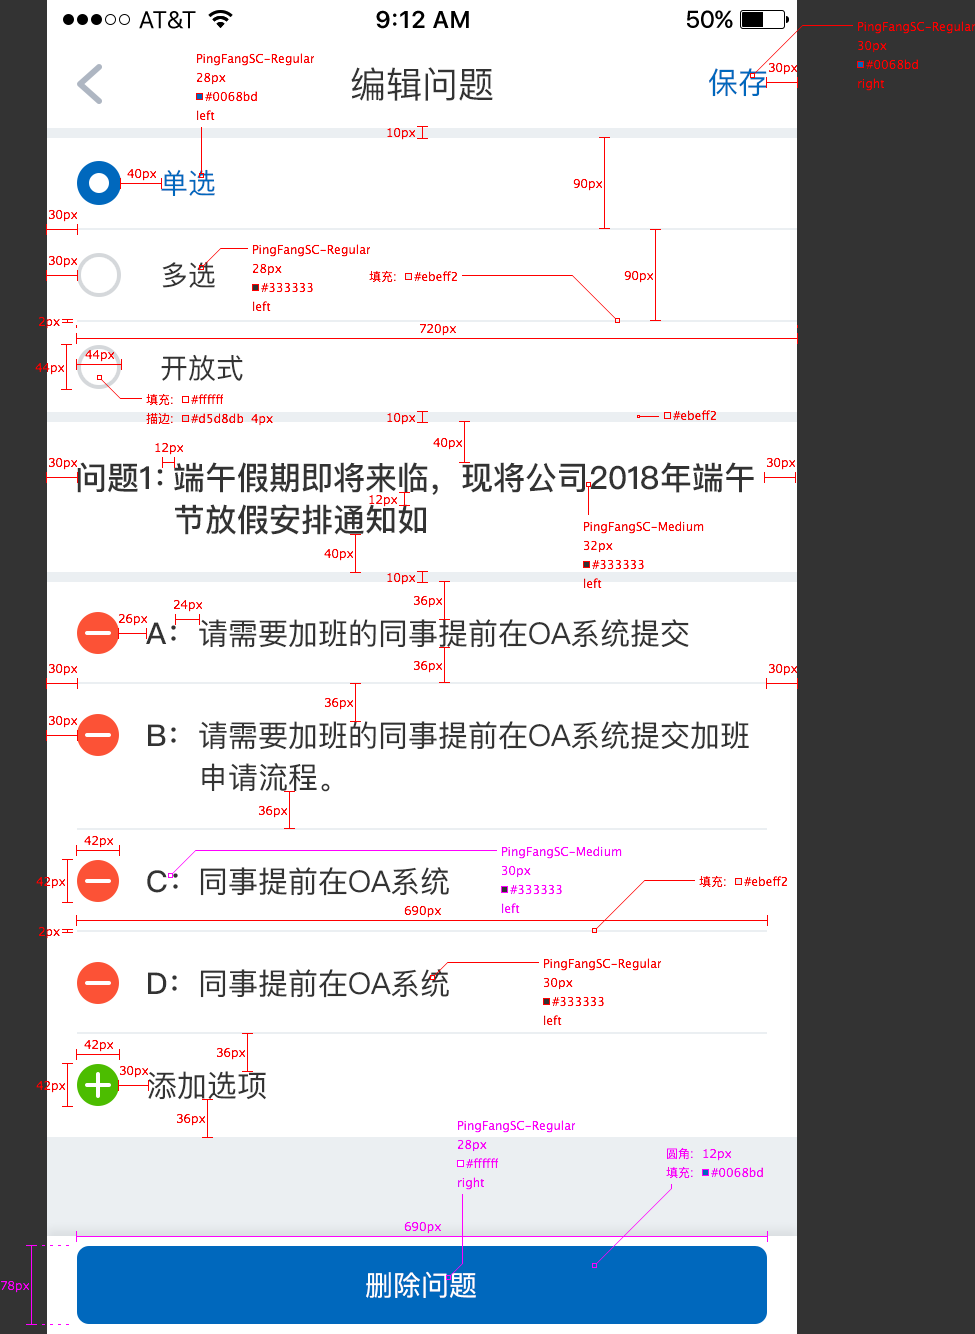 AT&T 9:12 AM 50%
PingFangSC-Regular
30px
#0068bd
right
编辑问题
保存
30px
PingFangSC-Regular
28px
#0068bd
left
10px
40px
单选
90px
30px
30px
多选
PingFangSC-Regular
28px
#333333
left
填充: #ebeff2
90px
2px
720px
44px
44px
开放式
填充: #ffffff
描边: #d5d8db 4px
10px
#ebeff2
12px
40px
30px
问题1: 端午假期即将来临，现将公司2018年端午
30px
12px
节放假安排通知如
PingFangSC-Medium
32px
#333333
left
40px
10px
36px
24px
26px
A: 请需要加班的同事提前在OA系统提交
36px
30px
30px
36px
30px
B: 请需要加班的同事提前在OA系统提交加班
申请流程。
36px
42px
42px
C: 同事提前在OA系统
PingFangSC-Medium
30px
#333333
left
填充: #ebeff2
690px
2px
D: 同事提前在OA系统
PingFangSC-Regular
30px
#333333
left
42px
36px
42px
30px
添加选项
36px
PingFangSC-Regular
28px
#ffffff
right
圆角: 12px
填充: #0068bd
690px
78px
删除问题